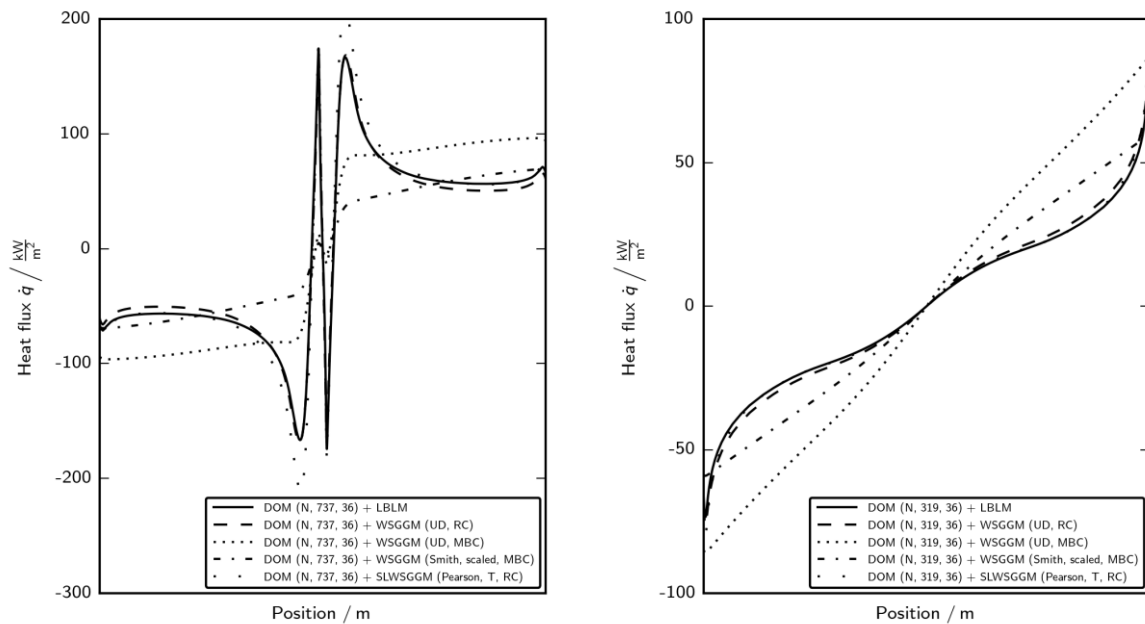 200
100
0
-100
-200
-300
Heat flux q̇ / kW/m²
Position / m
DOM (N, 737, 36) + LBLM
DOM (N, 737, 36) + WSGGM (UD, RC)
DOM (N, 737, 36) + WSGGM (UD, MBC)
DOM (N, 737, 36) + WSGGM (Smith, scaled, MBC)
DOM (N, 737, 36) + SLWSGGM (Pearson, T, RC)
100
50
0
-50
-100
Heat flux q̇ / kW/m²
Position / m
DOM (N, 319, 36) + LBLM
DOM (N, 319, 36) + WSGGM (UD, RC)
DOM (N, 319, 36) + WSGGM (UD, MBC)
DOM (N, 319, 36) + WSGGM (Smith, scaled, MBC)
DOM (N, 319, 36) + SLWSGGM (Pearson, T, RC)